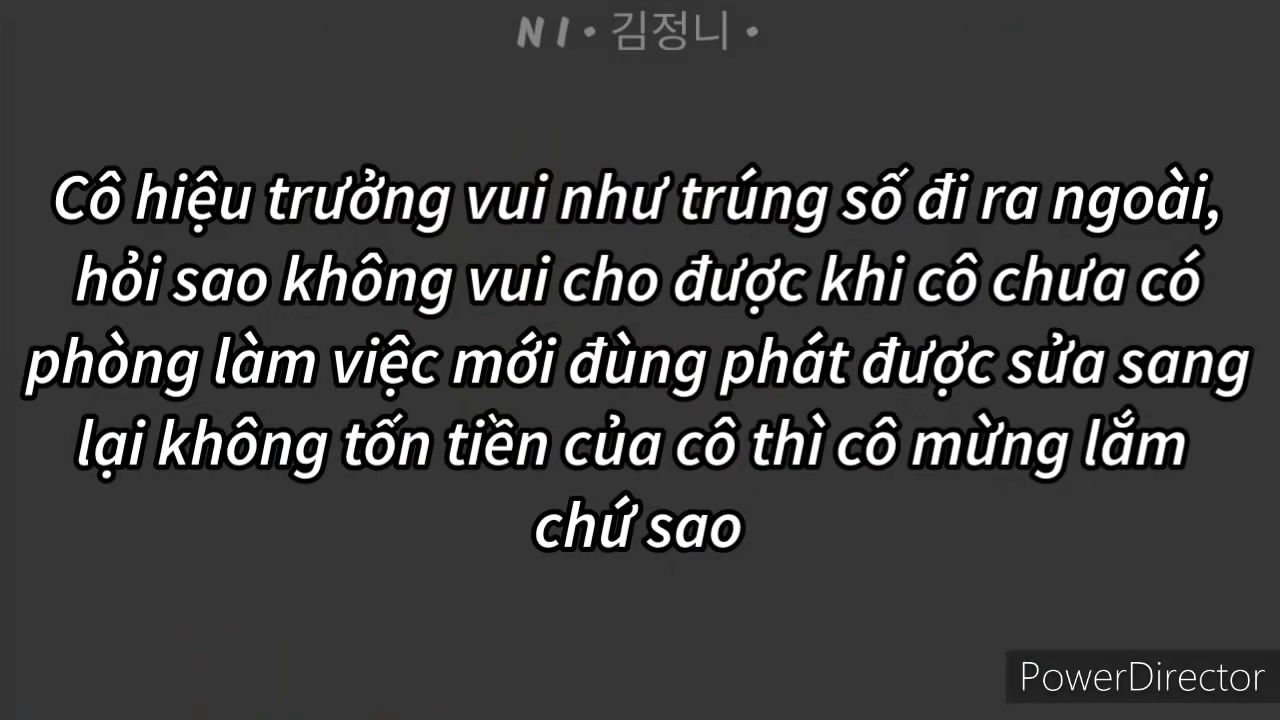 NI • 김정니 •
Cô hiệu trưởng vui như trúng số đi ra ngoài,
hỏi sao không vui cho được khi cô chưa có
phòng làm việc mới đùng phát được sửa sang
lại không tốn tiền của cô thì cô mừng lắm
chứ sao
PowerDirector